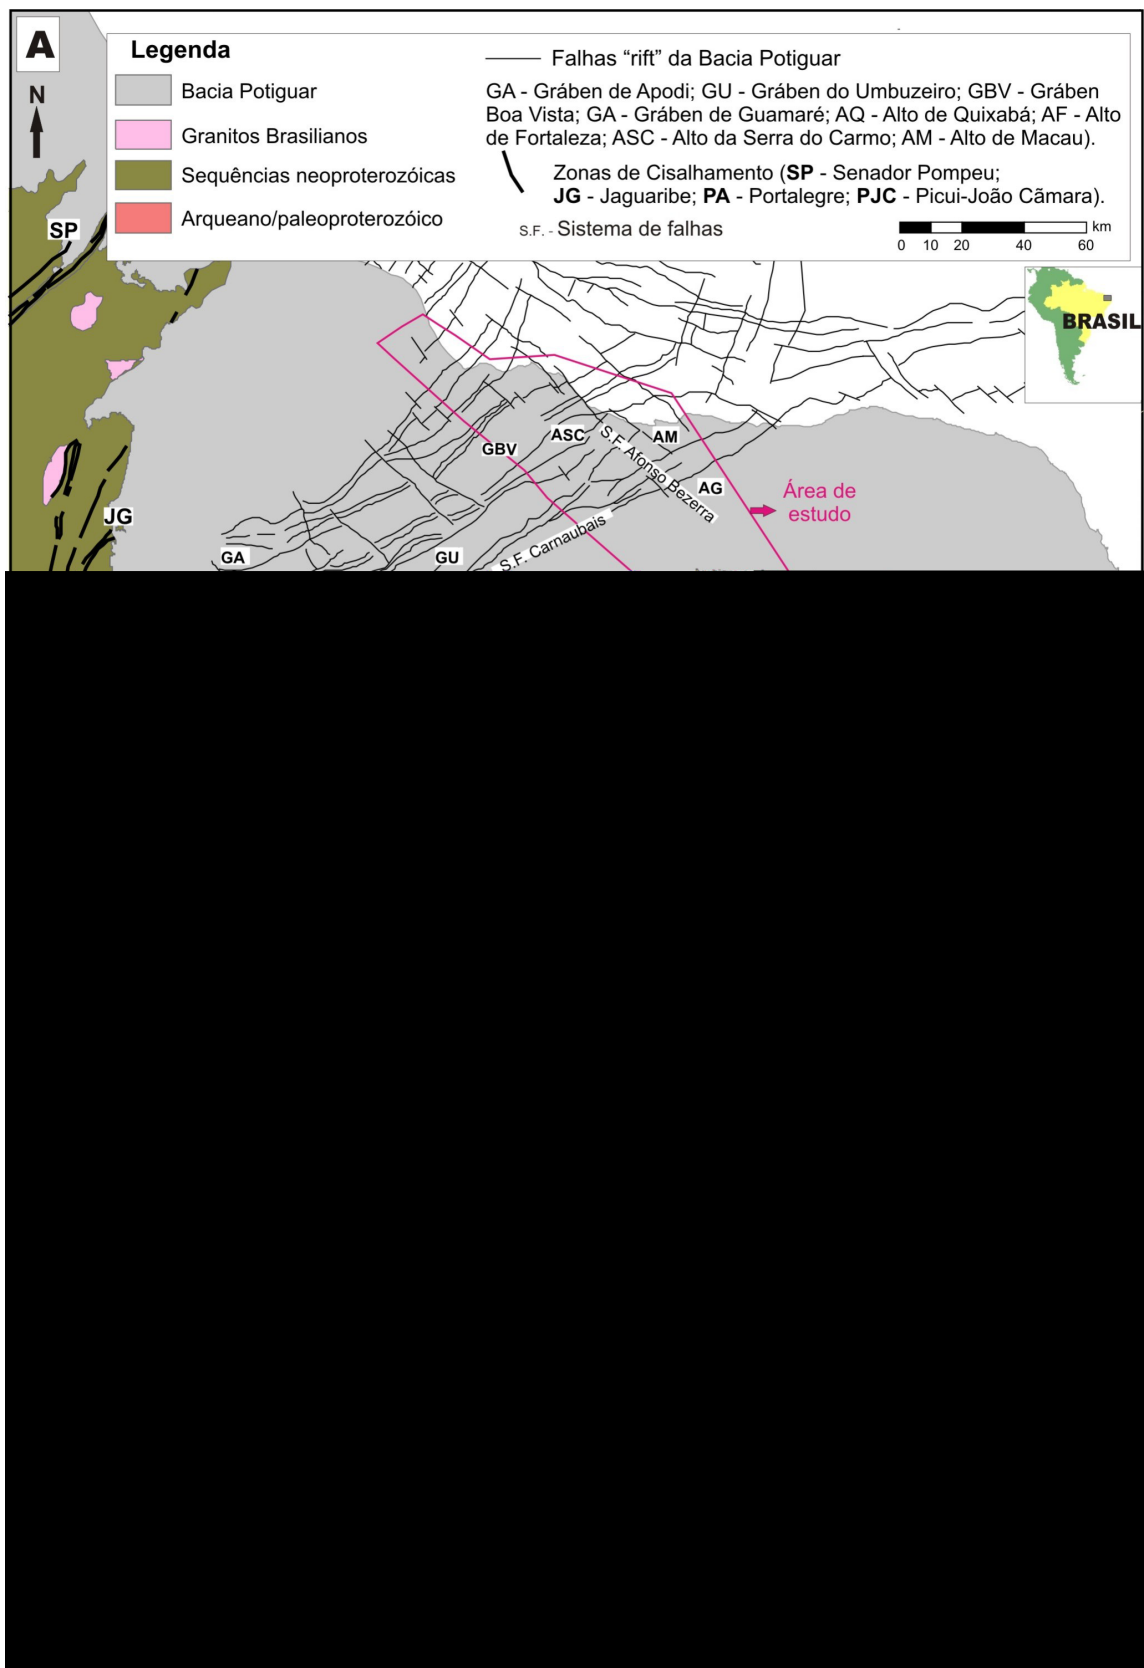 A
Legenda
Bacia Potiguar
Granitos Brasilianos
Sequências neoproterozóicas
Arqueano/paleoproterozóico
Falhas “rift” da Bacia Potiguar
GA - Gráben de Apodi; GU - Gráben do Umbuzeiro; GBV - Gráben
Boa Vista; GA - Gráben de Guamaré; AQ - Alto de Quixabá; AF - Alto
de Fortaleza; ASC - Alto da Serra do Carmo; AM - Alto de Macau).
Zonas de Cisalhamento (SP - Senador Pompeu;
JG - Jaguaribe; PA - Portalegre; PJC - Picui-João Cãmara).
S.F. - Sistema de falhas
km
0 10 20 40 60
N
SP
BRASIL
GBV
ASC
AM
S.F. Afonso Bezerra
AG
Área de
estudo
JG
GA
GU
S.F. Carnaubais